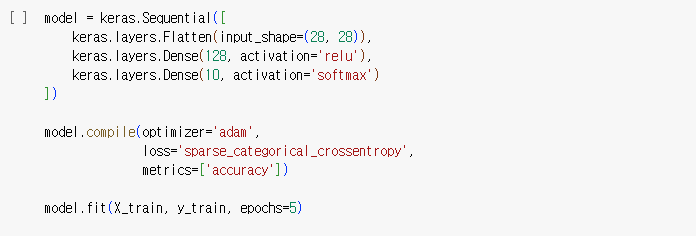 [ ] model = keras.Sequential([
keras.layers.Flatten(input_shape=(28, 28)),
keras.layers.Dense(128, activation='relu'),
keras.layers.Dense(10, activation='softmax')
])
model.compile(optimizer='adam',
loss='sparse_categorical_crossentropy',
metrics=['accuracy'])
model.fit(X_train, y_train, epochs=5)